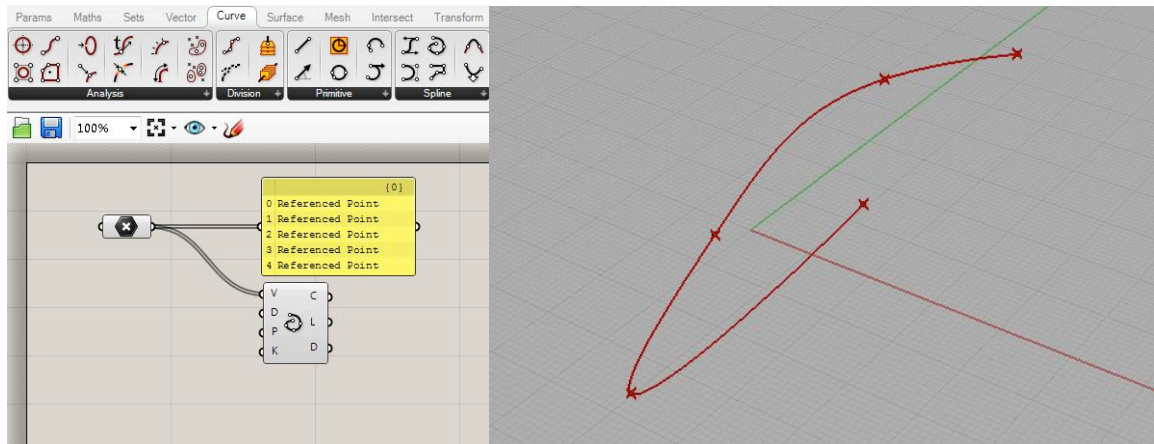 Params Maths Sets Vector Curve Surface Mesh Intersect Transform
Analysis Division Primitive Spline
100%
{0}
0 Referenced Point
1 Referenced Point
2 Referenced Point
3 Referenced Point
4 Referenced Point
V C
D L
P D
K